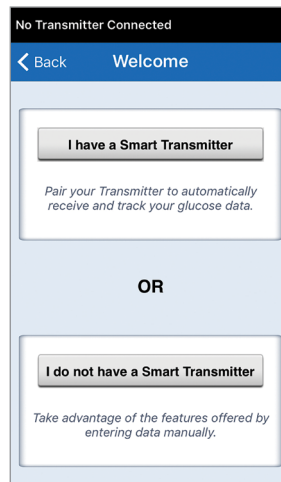 No Transmitter Connected
Back Welcome
I have a Smart Transmitter
Pair your Transmitter to automatically
receive and track your glucose data.
OR
I do not have a Smart Transmitter
Take advantage of the features offered by
entering data manually.